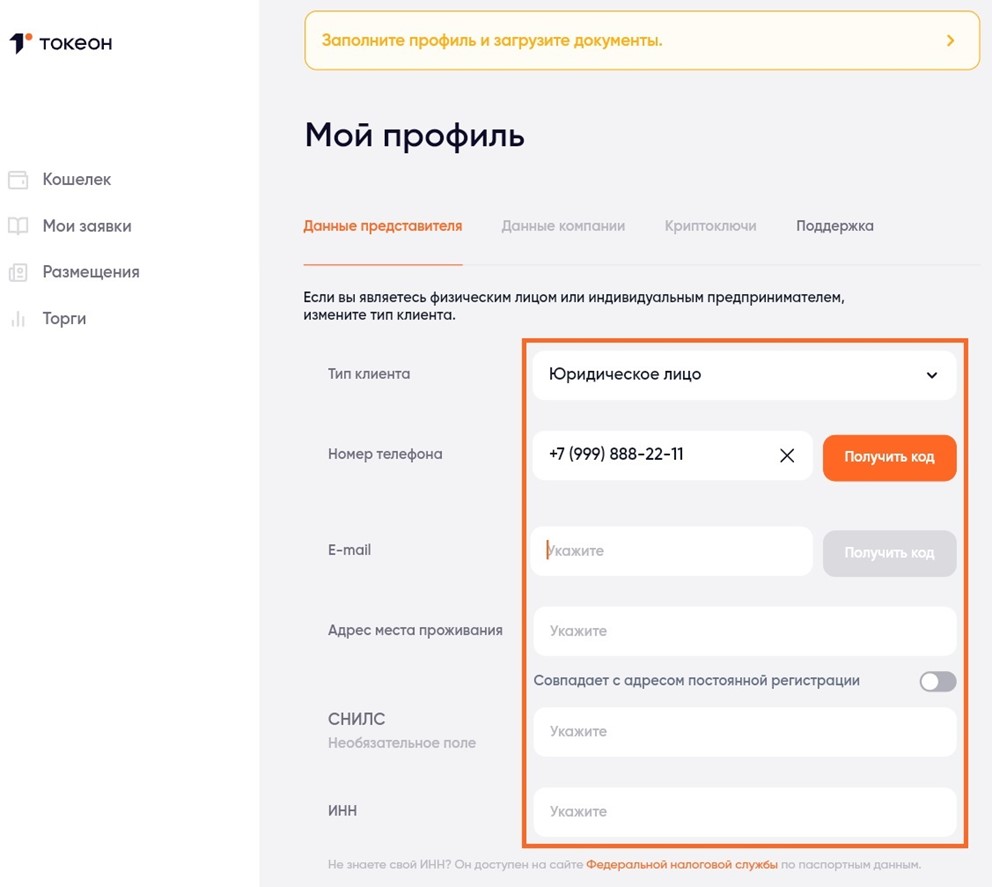 ТОКЕОН
Заполните профиль и загрузите документы.
Мой профиль
Кошелек
Мои заявки
Размещения
Торги
Данные представителя
Данные компании
Криптоключи
Поддержка
Если вы являетесь физическим лицом или индивидуальным предпринимателем,
измените тип клиента.
Тип клиента
Юридическое лицо
Номер телефона
+7 (999) 888-22-11
Получить код
E-mail
Укажите
Получить код
Адрес места проживания
Укажите
Совпадает с адресом постоянной регистрации
СНИЛС
Необязательное поле
Укажите
ИНН
Укажите
Не знаете свой ИНН? Он доступен на сайте Федеральной налоговой службы по паспортным данным.